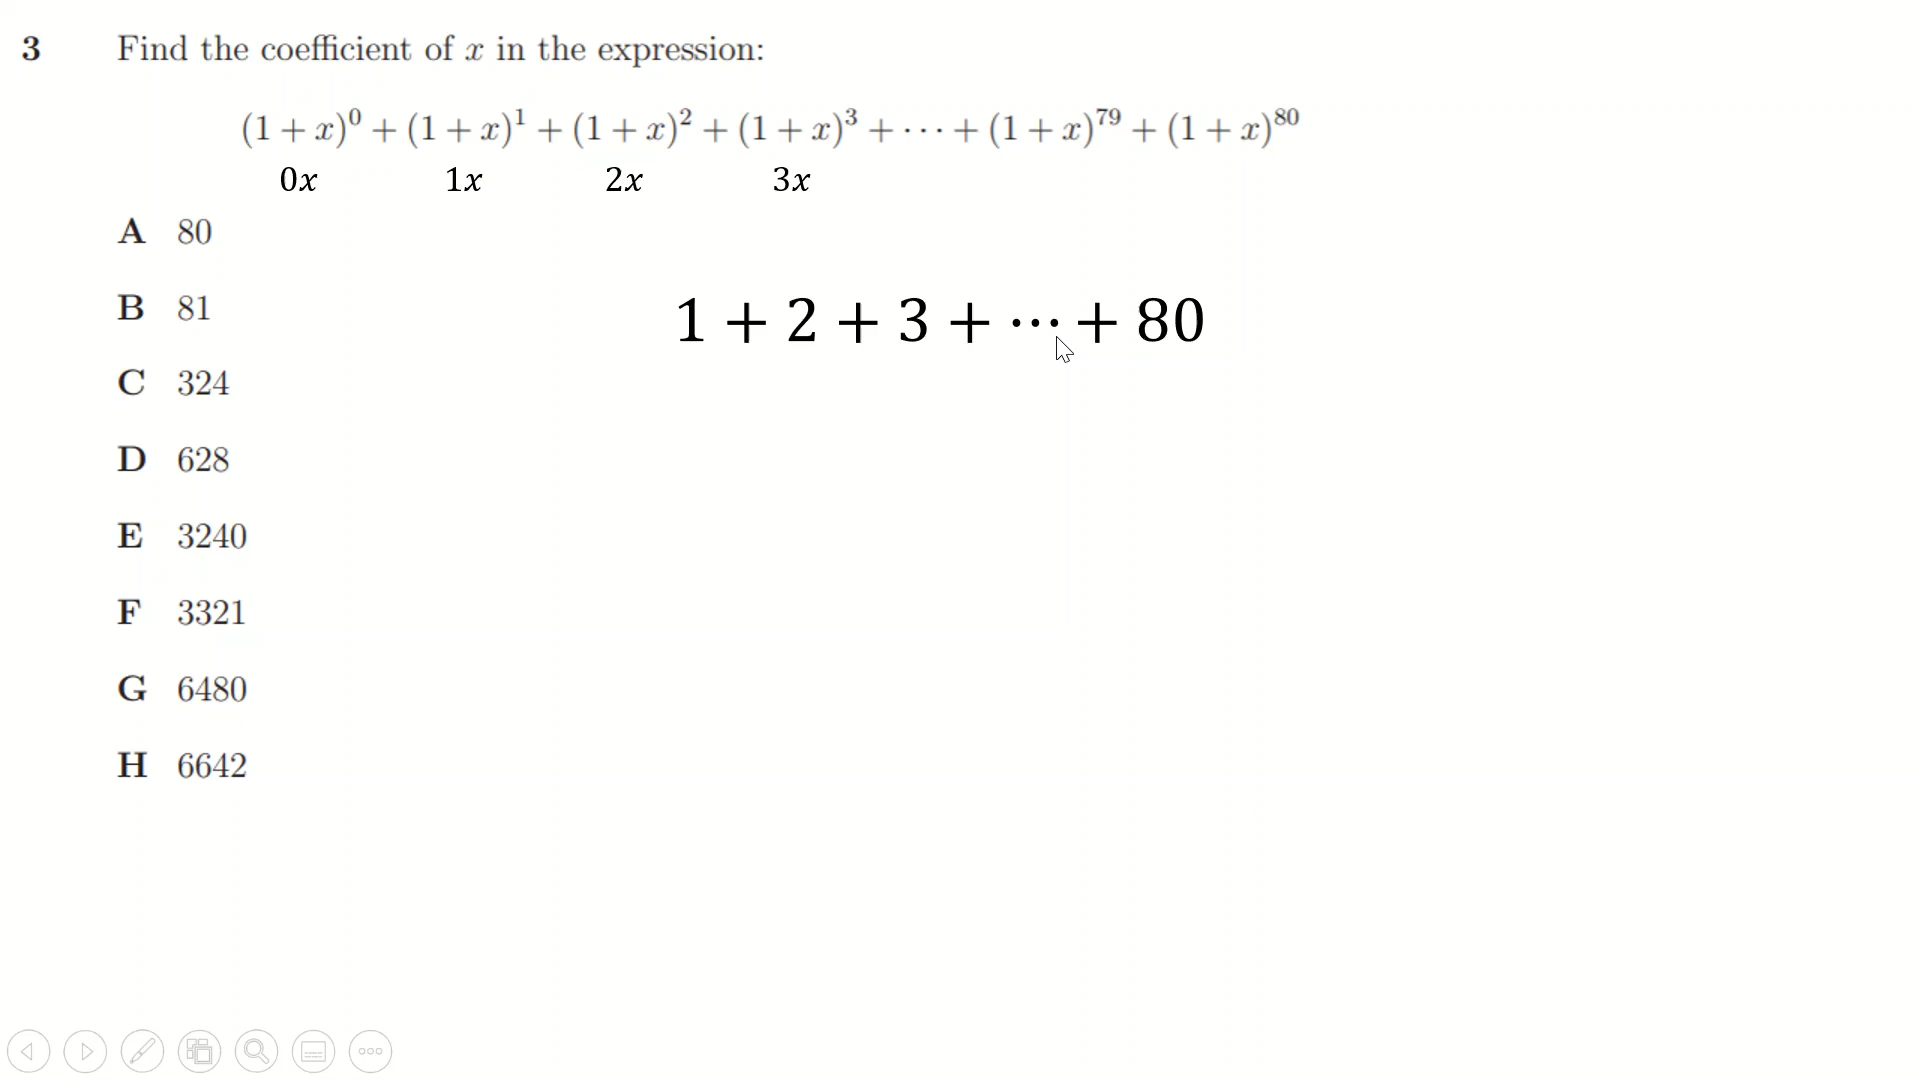 3 Find the coefficient of x in the expression:
(1 + x)⁰ + (1 + x)¹ + (1 + x)² + (1 + x)³ + ··· + (1 + x)⁷⁹ + (1 + x)⁸⁰
0x 1x 2x 3x
A 80
B 81
1 + 2 + 3 + ⋯ + 80
C 324
D 628
E 3240
F 3321
G 6480
H 6642